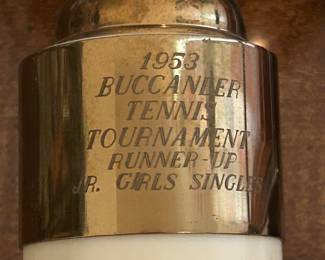 1953
BUCCANEER
TENNIS
TOURNAMENT
RUNNER-UP
JR. GIRLS SINGLES